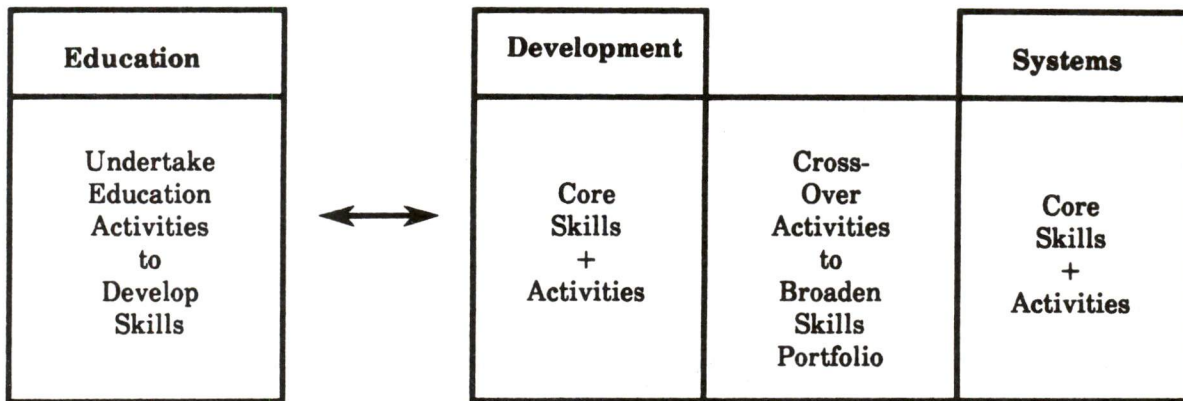 Education
Undertake
Education
Activities
to
Develop
Skills
Development
Core
Skills
+
Activities
Cross-
Over
Activities
to
Broaden
Skills
Portfolio
Systems
Core
Skills
+
Activities